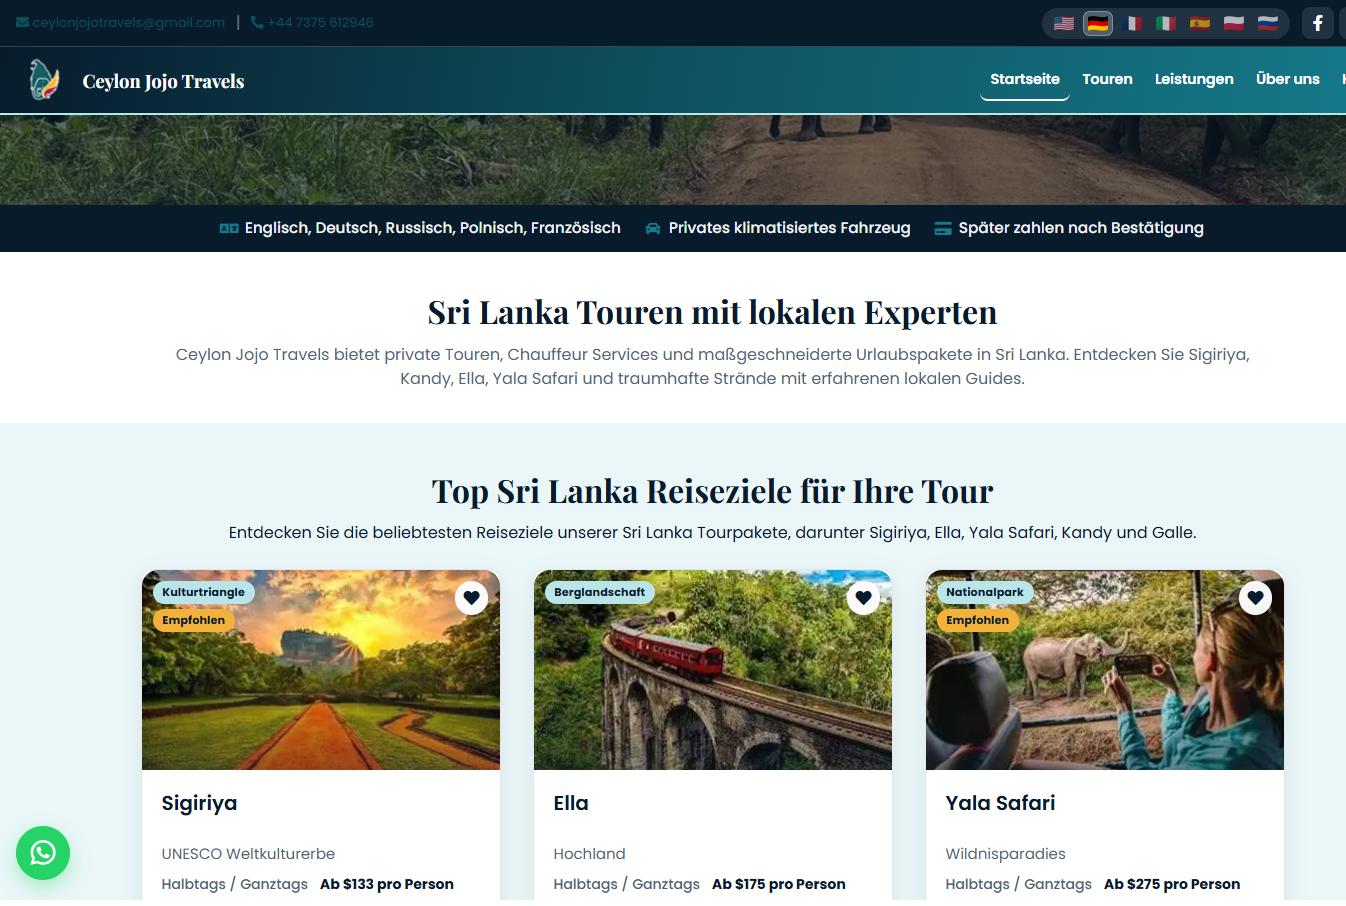 ceylonjojotravels@gmail.com | +44 7375 612946
Ceylon Jojo Travels
Startseite Touren Leistungen Über uns
Englisch, Deutsch, Russisch, Polnisch, Französisch Privates klimatisiertes Fahrzeug Später zahlen nach Bestätigung
Sri Lanka Touren mit lokalen Experten
Ceylon Jojo Travels bietet private Touren, Chauffeur Services und maßgeschneiderte Urlaubspakete in Sri Lanka. Entdecken Sie Sigiriya,
Kandy, Ella, Yala Safari und traumhafte Strände mit erfahrenen lokalen Guides.
Top Sri Lanka Reiseziele für Ihre Tour
Entdecken Sie die beliebtesten Reiseziele unserer Sri Lanka Tourpakete, darunter Sigiriya, Ella, Yala Safari, Kandy und Galle.
Kulturtriangle
Empfohlen
Sigiriya
UNESCO Weltkulturerbe
Halbtags / Ganztags Ab $133 pro Person
Berglandschaft
Ella
Hochland
Halbtags / Ganztags Ab $175 pro Person
Nationalpark
Empfohlen
Yala Safari
Wildnisparadies
Halbtags / Ganztags Ab $275 pro Person